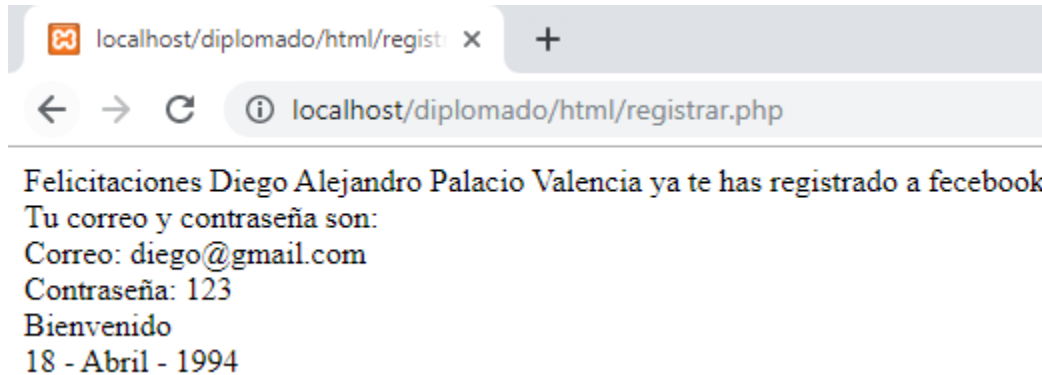 localhost/diplomado/html/regist
localhost/diplomado/html/registrar.php
Felicitaciones Diego Alejandro Palacio Valencia ya te has registrado a fecebook
Tu correo y contraseña son:
Correo: diego@gmail.com
Contraseña: 123
Bienvenido
18 - Abril - 1994